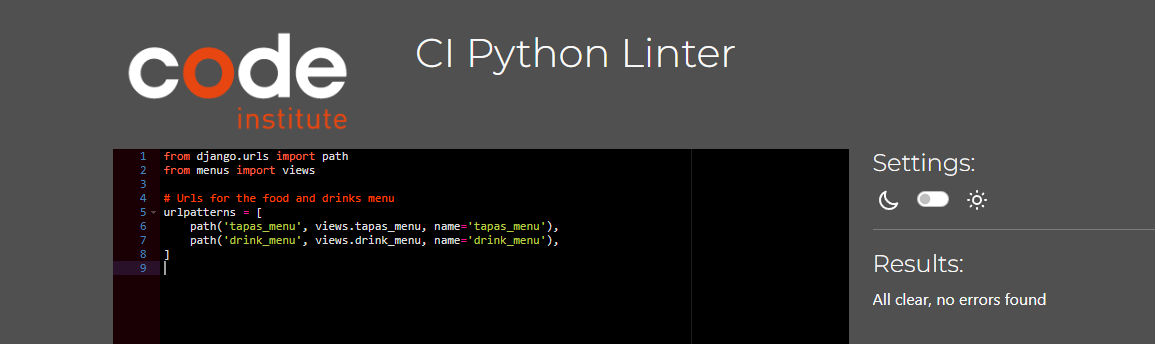 code
institute
CI Python Linter
1 from django.urls import path
2 from menus import views
3
4 # Urls for the food and drinks menu
5 urlpatterns = [
6     path('tapas_menu', views.tapas_menu, name='tapas_menu'),
7     path('drink_menu', views.drink_menu, name='drink_menu'),
8 ]
9
Settings:
Results:
All clear, no errors found